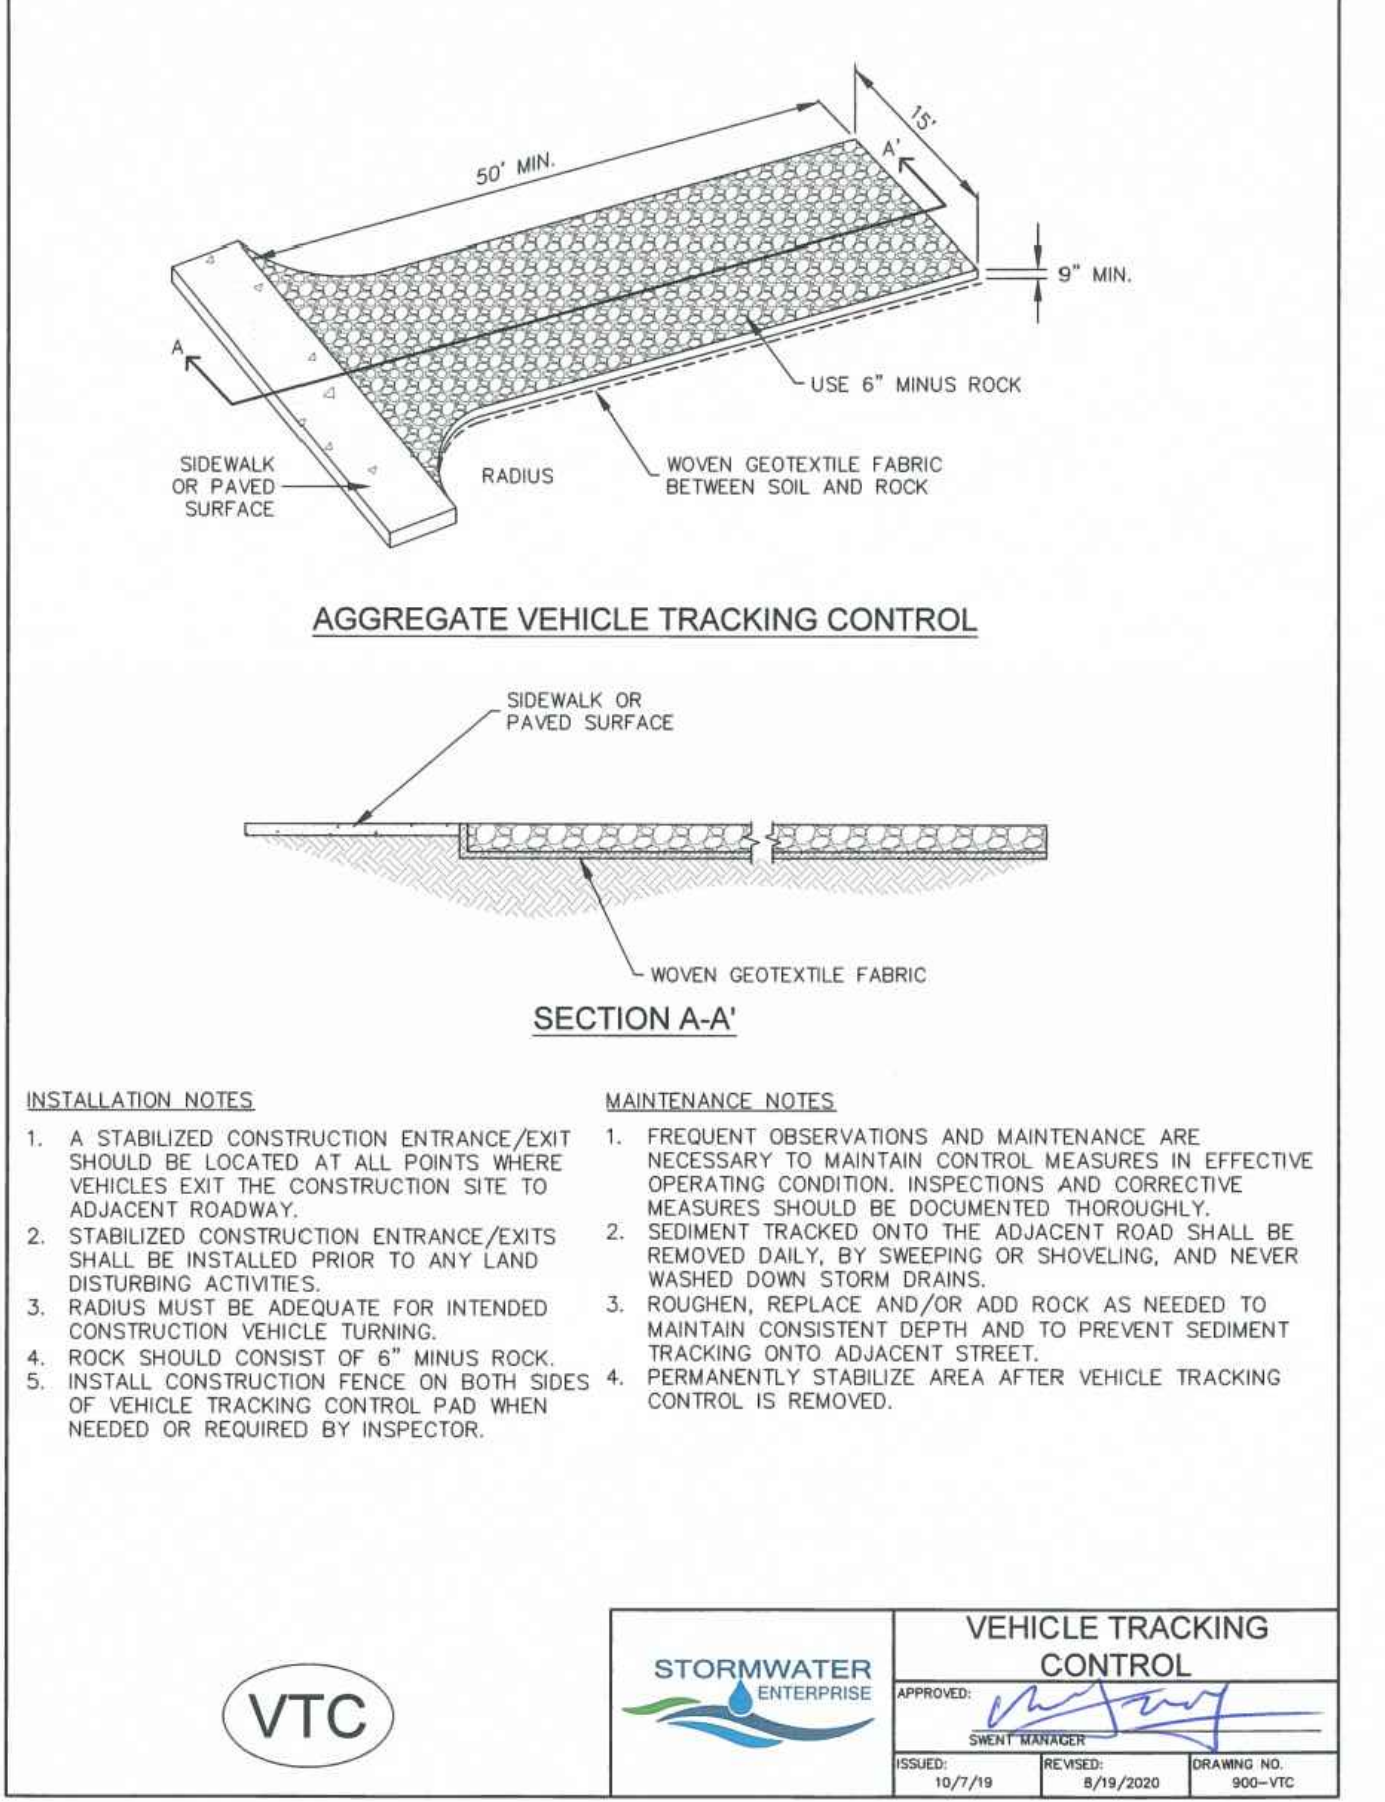 15'
50' MIN.
A'
9" MIN.
A
USE 6" MINUS ROCK
SIDEWALK
OR PAVED
SURFACE
RADIUS
WOVEN GEOTEXTILE FABRIC
BETWEEN SOIL AND ROCK
AGGREGATE VEHICLE TRACKING CONTROL
SIDEWALK OR
PAVED SURFACE
WOVEN GEOTEXTILE FABRIC
SECTION A-A'
INSTALLATION NOTES
1. A STABILIZED CONSTRUCTION ENTRANCE/EXIT
SHOULD BE LOCATED AT ALL POINTS WHERE
VEHICLES EXIT THE CONSTRUCTION SITE TO
ADJACENT ROADWAY.
2. STABILIZED CONSTRUCTION ENTRANCE/EXITS
SHALL BE INSTALLED PRIOR TO ANY LAND
DISTURBING ACTIVITIES.
3. RADIUS MUST BE ADEQUATE FOR INTENDED
CONSTRUCTION VEHICLE TURNING.
4. ROCK SHOULD CONSIST OF 6" MINUS ROCK.
5. INSTALL CONSTRUCTION FENCE ON BOTH SIDES
OF VEHICLE TRACKING CONTROL PAD WHEN
NEEDED OR REQUIRED BY INSPECTOR.
MAINTENANCE NOTES
1. FREQUENT OBSERVATIONS AND MAINTENANCE ARE
NECESSARY TO MAINTAIN CONTROL MEASURES IN EFFECTIVE
OPERATING CONDITION. INSPECTIONS AND CORRECTIVE
MEASURES SHOULD BE DOCUMENTED THOROUGHLY.
2. SEDIMENT TRACKED ONTO THE ADJACENT ROAD SHALL BE
REMOVED DAILY, BY SWEEPING OR SHOVELING, AND NEVER
WASHED DOWN STORM DRAINS.
3. ROUGHEN, REPLACE AND/OR ADD ROCK AS NEEDED TO
MAINTAIN CONSISTENT DEPTH AND TO PREVENT SEDIMENT
TRACKING ONTO ADJACENT STREET.
4. PERMANENTLY STABILIZE AREA AFTER VEHICLE TRACKING
CONTROL IS REMOVED.
VTC
STORMWATER
ENTERPRISE
VEHICLE TRACKING
CONTROL
APPROVED:
SWENT MANAGER
ISSUED:
10/7/19
REVISED:
8/19/2020
DRAWING NO.
900-VTC